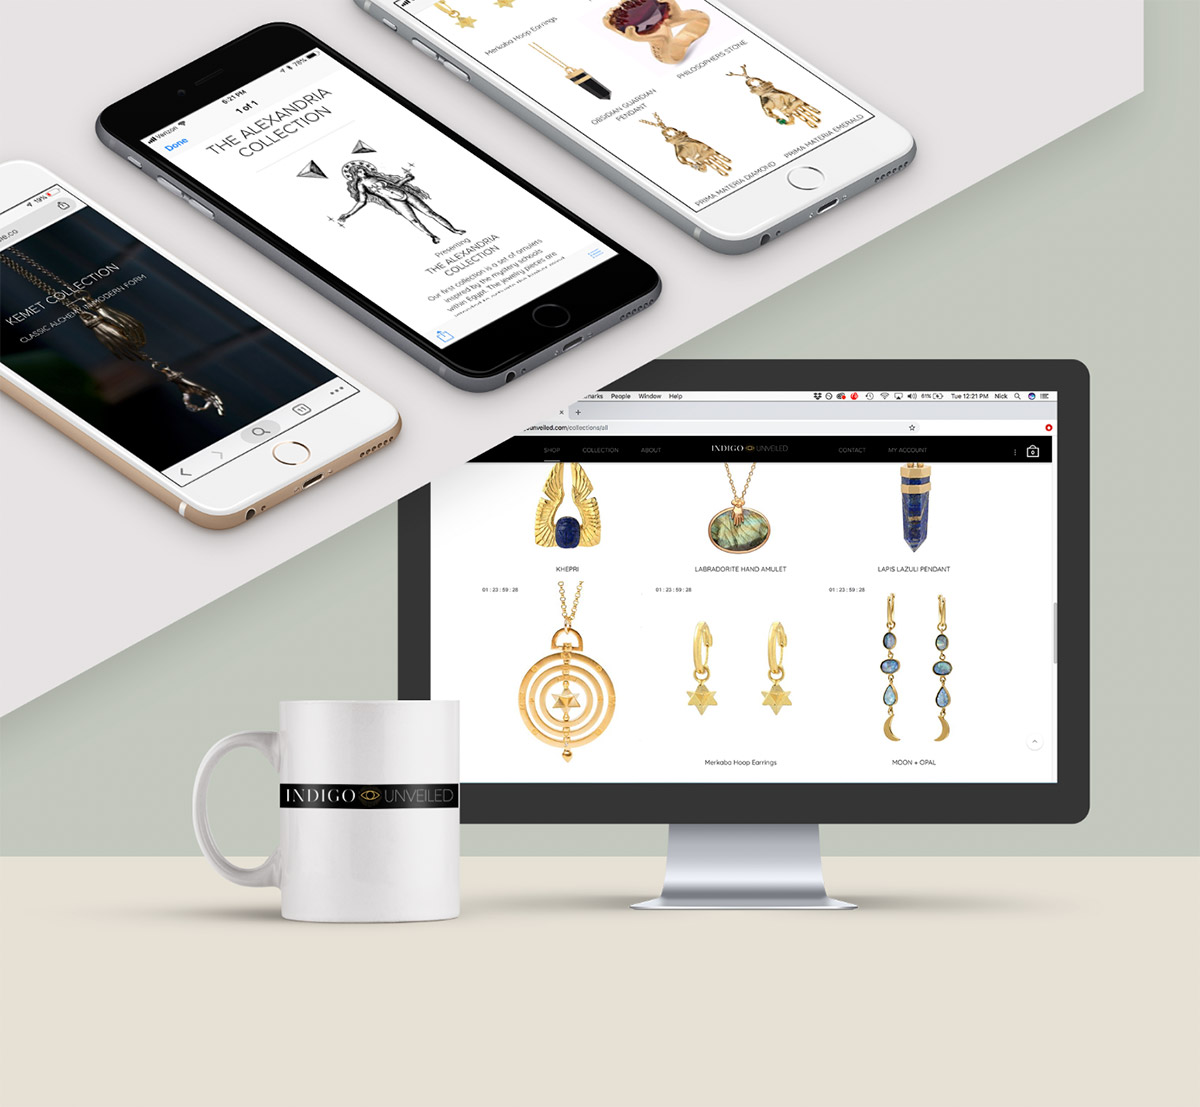 Merkaba Hoop Earrings
OBSIDIAN GUARDIAN
PENDANT
PHILOSOPHERS STONE
PRIMA MATERIA DIAMOND
PRIMA MATERIA EMERALD
Verizon
6:21 PM
76%
Done
1 of 1
THE ALEXANDRIA
COLLECTION
Presenting
THE ALEXANDRIA
COLLECTION
Our first collection is a set of amulets
inspired by the mystery schools
within Egypt. The jewelry pieces are
19%
KEMET COLLECTION
CLASSIC ALCHEMY IN MODERN FORM
11
People Window Help
81%
Tue 12:21 PM Nick
unveiled.com/collections/all
SHOP COLLECTION ABOUT INDIGO UNVEILED CONTACT MY ACCOUNT
0
KHEPRI
LABRADORITE HAND AMULET
LAPIS LAZULI PENDANT
01 : 23 : 59 : 28
01 : 23 : 59 : 28
01 : 23 : 59 : 28
Merkaba Hoop Earrings
MOON + OPAL
INDIGO UNVEILED